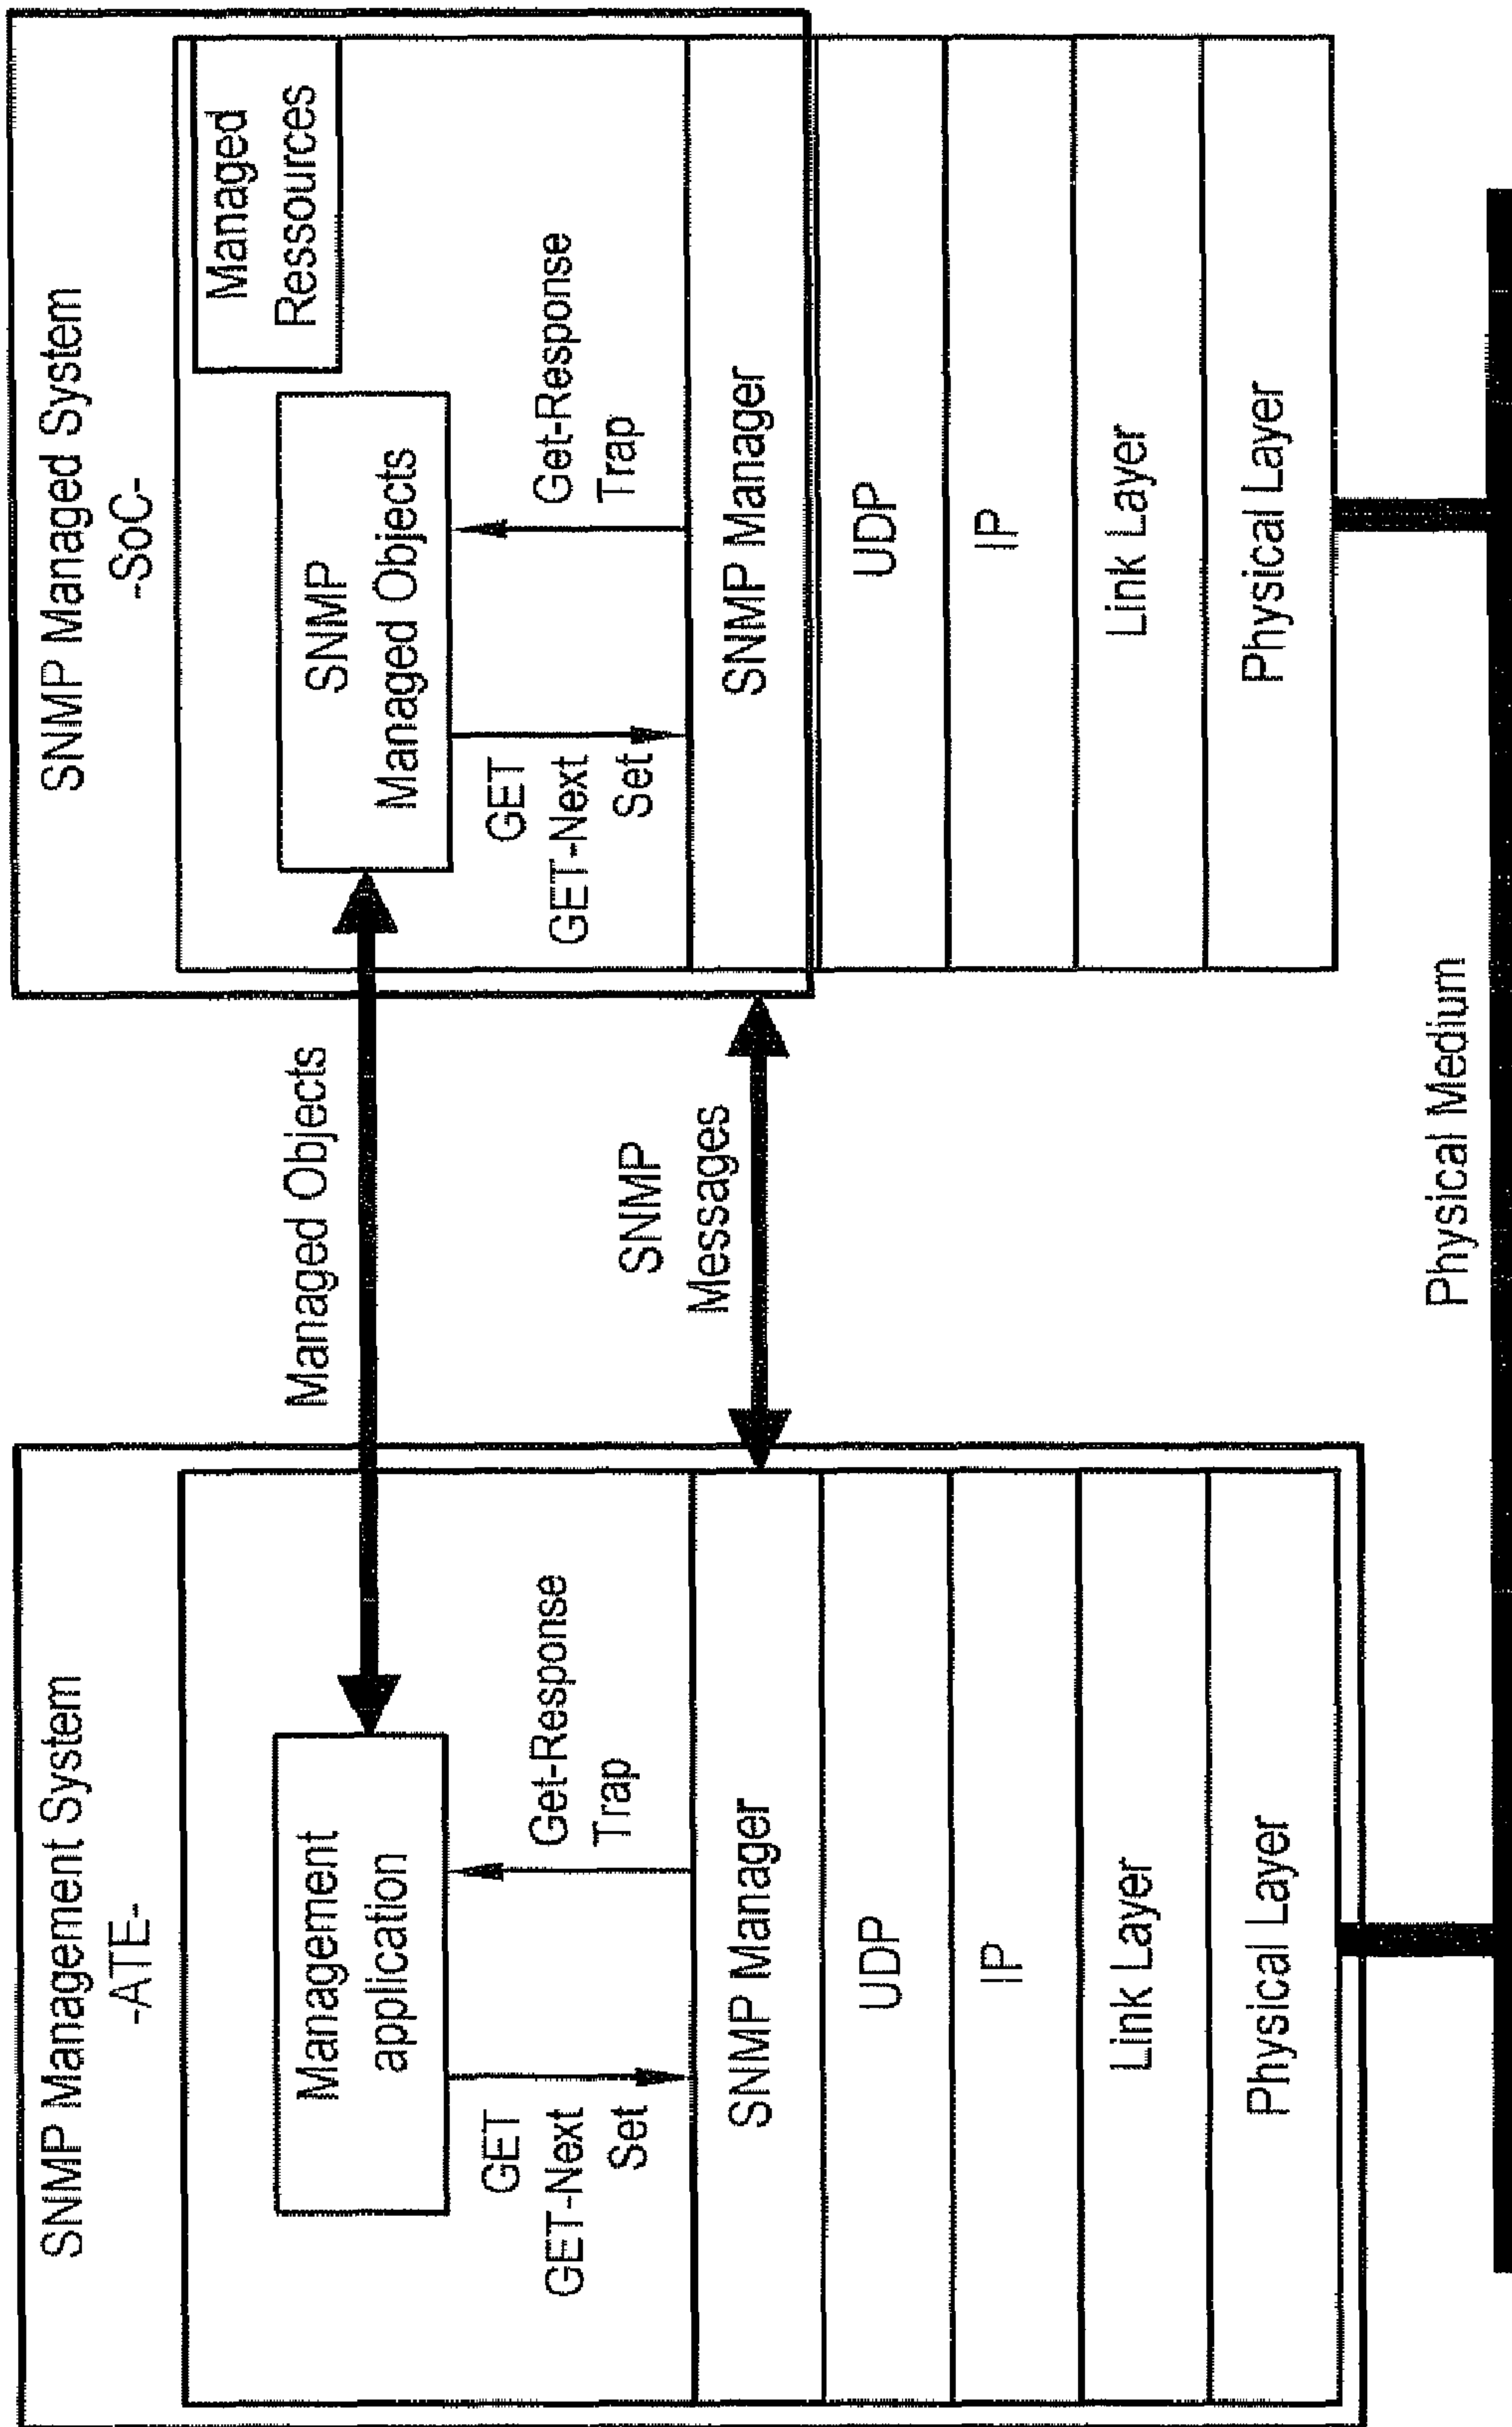 SNMP Management System
-ATE-
Management
application
GET
GET-Next
Set
Get-Response
Trap
SNMP Manager
UDP
IP
Link Layer
Physical Layer
Managed Objects
SNMP
Messages
Physical Medium
SNMP Managed System
-SoC-
Managed
Ressources
SNMP
Managed Objects
GET
GET-Next
Set
Get-Response
Trap
SNMP Manager
UDP
IP
Link Layer
Physical Layer